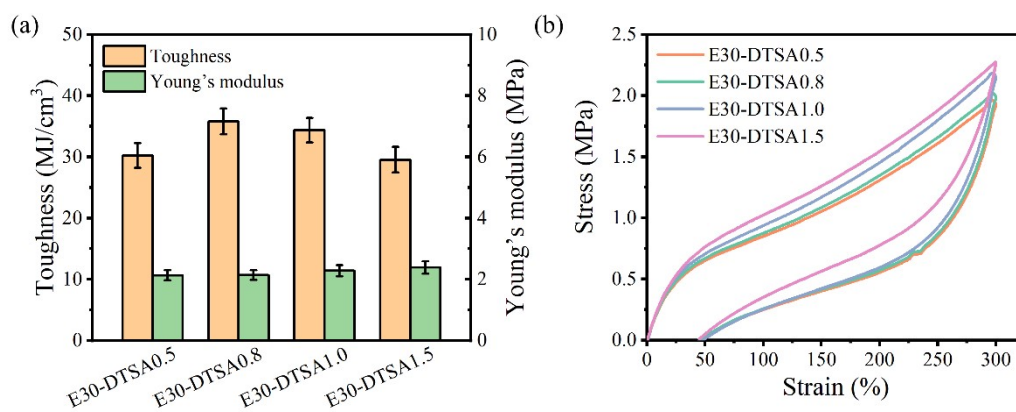 (a)
50
40
30
20
10
0
Toughness (MJ/cm³)
Toughness
Young's modulus
10
8
6
4
2
0
Young's modulus (MPa)
E30-DTSA0.5
E30-DTSA0.8
E30-DTSA1.0
E30-DTSA1.5
(b)
2.5
2.0
1.5
1.0
0.5
0.0
Stress (MPa)
E30-DTSA0.5
E30-DTSA0.8
E30-DTSA1.0
E30-DTSA1.5
0
50
100
150
200
250
300
Strain (%)